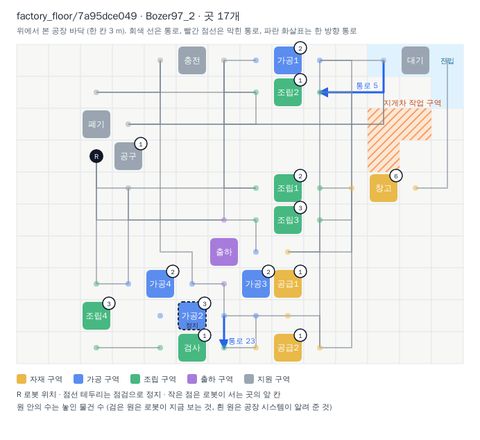 factory_floor/7a95dce049 · Bozer97_2 · 곳 17개
위에서 본 공장 바닥 (한 칸 3 m). 회색 선은 통로, 빨간 점선은 막힌 통로, 파란 화살표는 한 방향 통로
충전 가공1 2 대기 전립
조립2 1 통로 5
지게차 작업 구역
폐기
R 공구 1
조립1 2 창고 6
조립3 3
출하
가공4 2 가공3 2 공급1 1
조립4 3 가공2 3
정지
통로 23
검사 1 공급2 2
자재 구역 가공 구역 조립 구역 출하 구역 지원 구역
R 로봇 위치 · 점선 테두리는 점검으로 정지 · 작은 점은 로봇이 서는 곳의 앞 칸
원 안의 수는 놓인 물건 수 (검은 원은 로봇이 지금 보는 것, 흰 원은 공장 시스템이 알려 준 것)